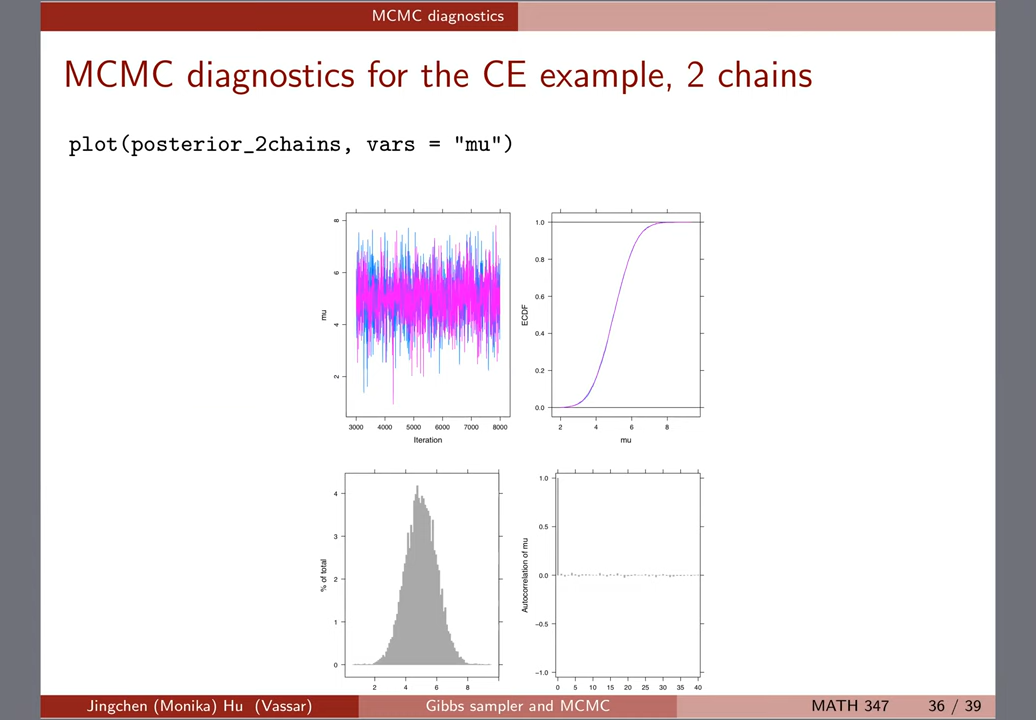 MCMC diagnostics
MCMC diagnostics for the CE example, 2 chains
plot(posterior_2chains, vars = "mu")
mu
8
6
4
2
3000 4000 5000 6000 7000 8000
Iteration
ECDF
1.0
0.8
0.6
0.4
0.2
0.0
2 4 6 8
mu
% of total
4
3
2
1
0
2 4 6 8
Autocorrelation of mu
1.0
0.5
0.0
−0.5
−1.0
0 5 10 15 20 25 30 35 40
Jingchen (Monika) Hu (Vassar) Gibbs sampler and MCMC MATH 347 36 / 39